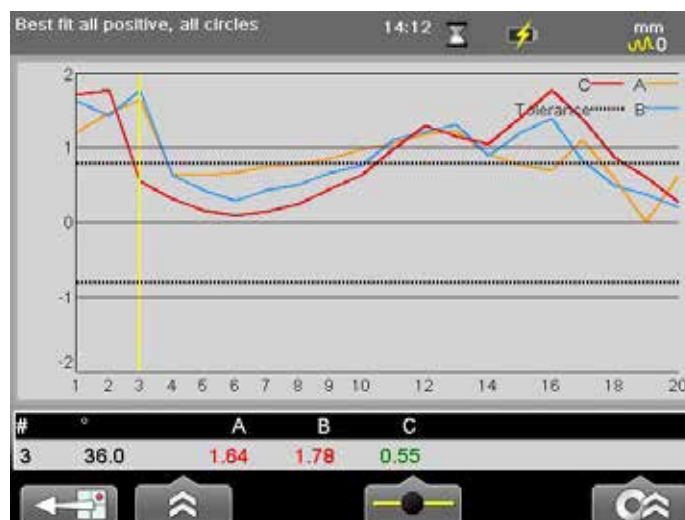 Best fit all positive, all circles 14:12 mm
0
2 C A
Tolerance B
1
0
-1
-2
1 2 3 4 5 6 7 8 9 10 12 14 16 18 20
# ° A B C
3 36.0 1.64 1.78 0.55